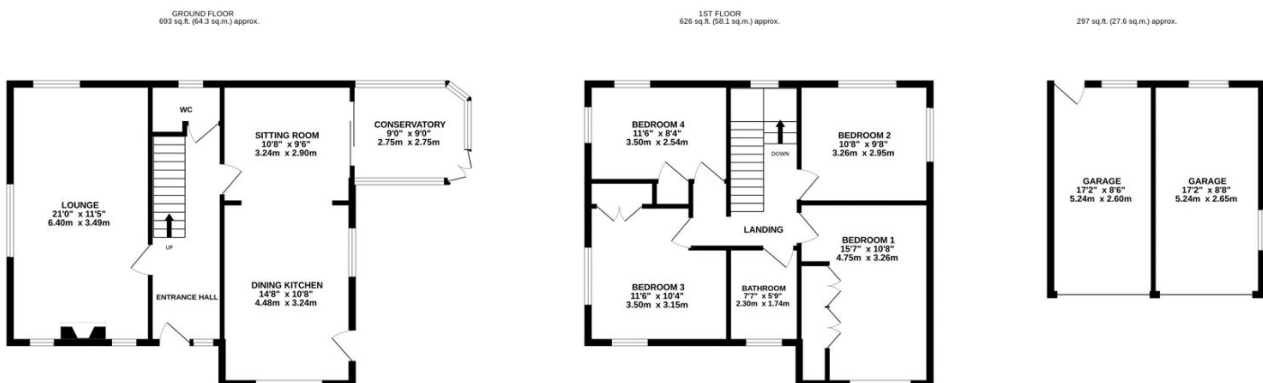 GROUND FLOOR
693 sq.ft. (64.3 sq.m.) approx.
WC
SITTING ROOM
10'8" x 9'6"
3.24m x 2.90m
CONSERVATORY
9'0" x 9'0"
2.75m x 2.75m
LOUNGE
21'0" x 11'5"
6.40m x 3.49m
UP
ENTRANCE HALL
DINING KITCHEN
14'8" x 10'8"
4.48m x 3.24m
1ST FLOOR
626 sq.ft. (58.1 sq.m.) approx.
BEDROOM 4
11'6" x 8'4"
3.50m x 2.54m
DOWN
BEDROOM 2
10'8" x 9'8"
3.26m x 2.95m
LANDING
BEDROOM 1
15'7" x 10'8"
4.75m x 3.26m
BEDROOM 3
11'6" x 10'4"
3.50m x 3.15m
BATHROOM
7'7" x 5'9"
2.30m x 1.74m
297 sq.ft. (27.6 sq.m.) approx.
GARAGE
17'2" x 8'6"
5.24m x 2.60m
GARAGE
17'2" x 8'8"
5.24m x 2.65m